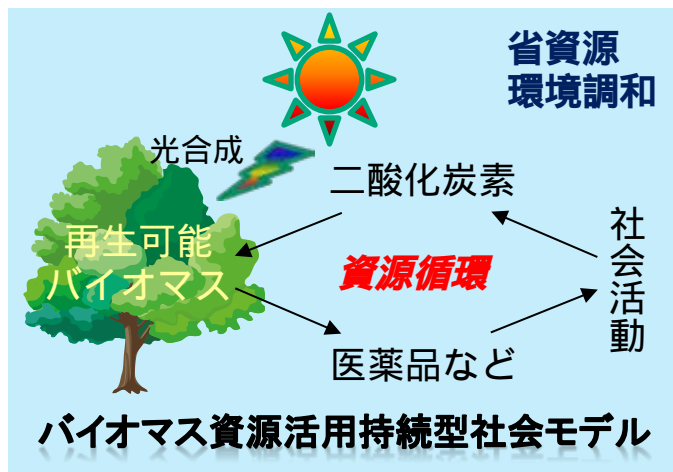 省資源
環境調和
光合成
二酸化炭素
再生可能
バイオマス
資源循環
社会活動
医薬品など
バイオマス資源活用持続型社会モデル